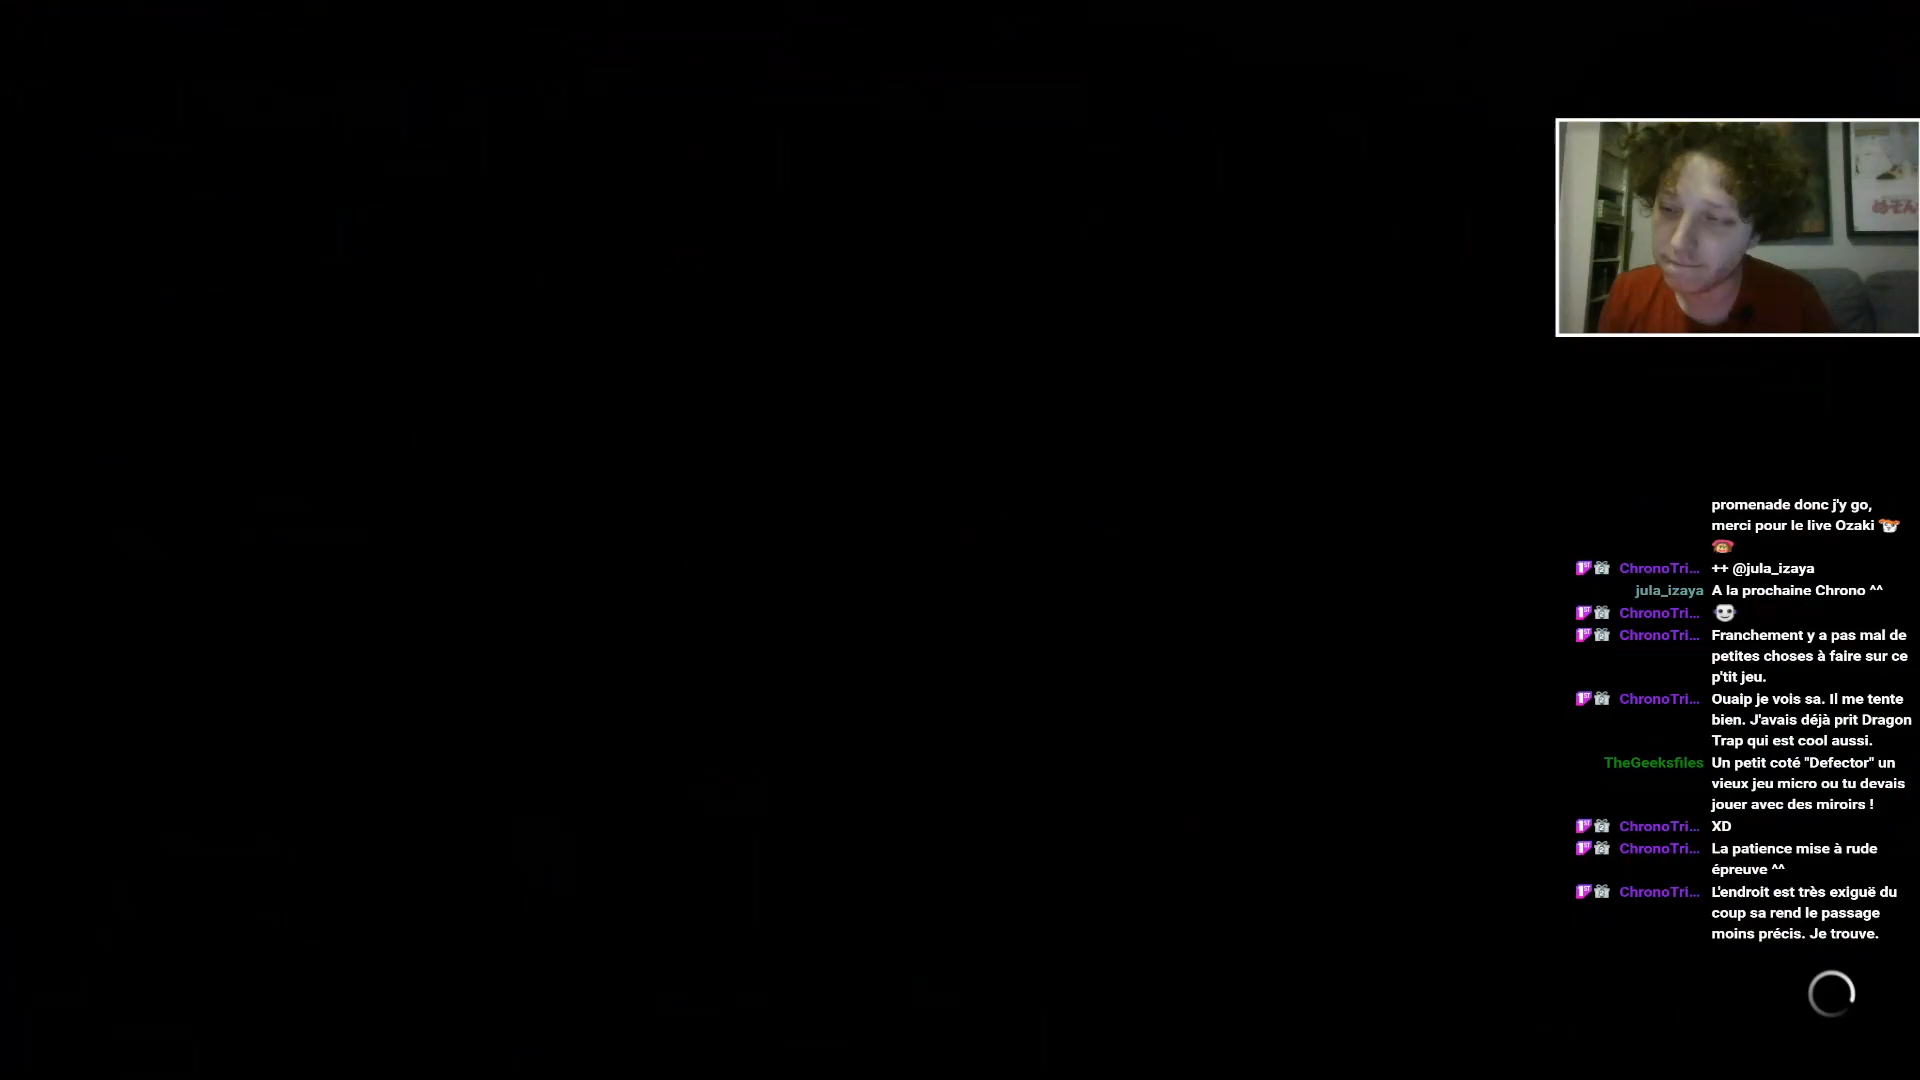 めぞん
promenade donc j'y go,
merci pour le live Ozaki
ChronoTri... ++ @jula_izaya
jula_izaya A la prochaine Chrono ^^
ChronoTri...
ChronoTri... Franchement y a pas mal de
petites choses à faire sur ce
p'tit jeu.
ChronoTri... Ouaip je vois sa. Il me tente
bien. J'avais déjà prit Dragon
Trap qui est cool aussi.
TheGeeksfiles Un petit coté "Defector" un
vieux jeu micro ou tu devais
jouer avec des miroirs !
ChronoTri... XD
ChronoTri... La patience mise à rude
épreuve ^^
ChronoTri... L'endroit est très exiguë du
coup sa rend le passage
moins précis. Je trouve.